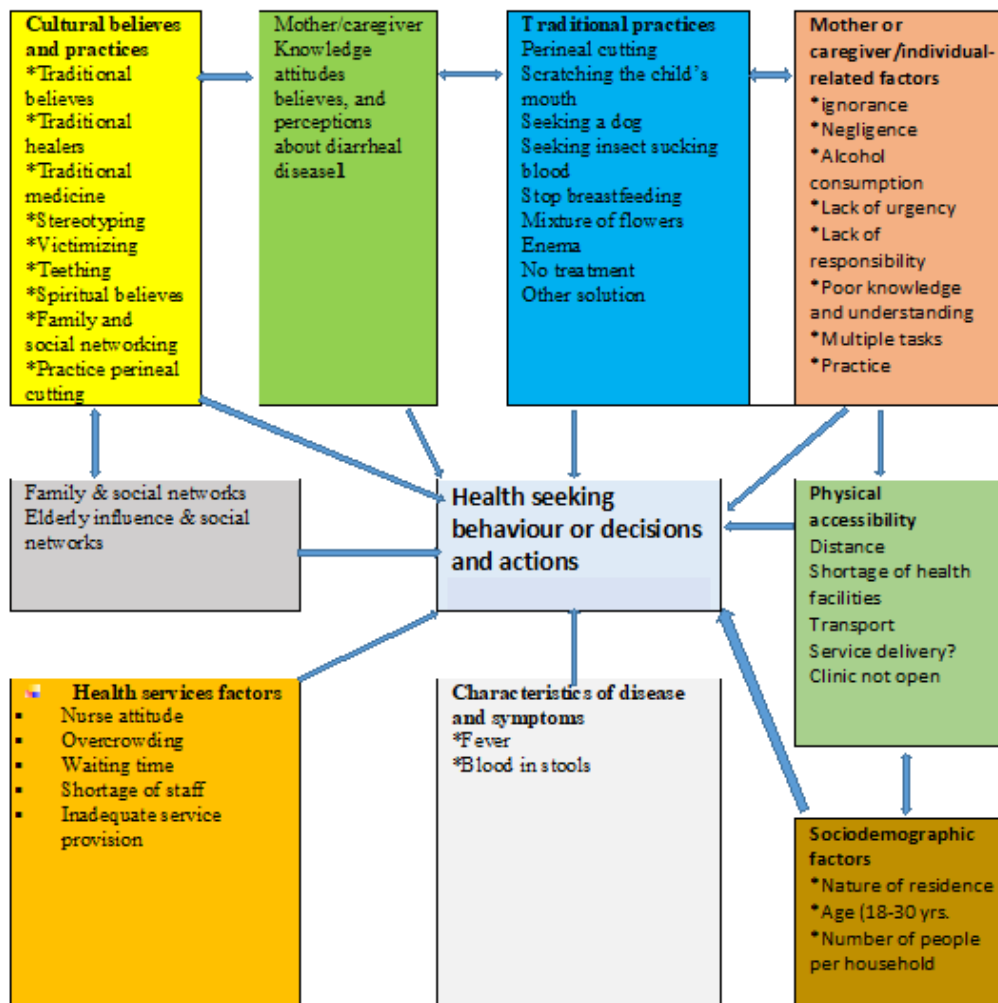 Cultural believes
and practices
*Traditional
believes
*Traditional
healers
*Traditional
medicine
*Stereotyping
*Victimizing
*Teething
*Spiritual believes
*Family and
social networking
*Practice perineal
cutting
Mother/caregiver
Knowledge
attitudes
believes, and
perceptions
about diarrheal
disease1
Traditional practices
Perineal cutting
Scratching the child's
mouth
Seeking a dog
Seeking insect sucking
blood
Stop breastfeeding
Mixture of flowers
Enema
No treatment
Other solution
Mother or
caregiver/individual-
related factors
*ignorance
*Negligence
*Alcohol
consumption
*Lack of urgency
*Lack of
responsibility
*Poor knowledge
and understanding
*Multiple tasks
*Practice
Family & social networks
Elderly influence & social
networks
Health seeking
behaviour or decisions
and actions
Physical
accessibility
Distance
Shortage of health
facilities
Transport
Service delivery?
Clinic not open
Health services factors
▪ Nurse attitude
▪ Overcrowding
▪ Waiting time
▪ Shortage of staff
▪ Inadequate service
provision
Characteristics of disease
and symptoms
*Fever
*Blood in stools
Sociodemographic
factors
*Nature of residence
*Age (18-30 yrs.
*Number of people
per household